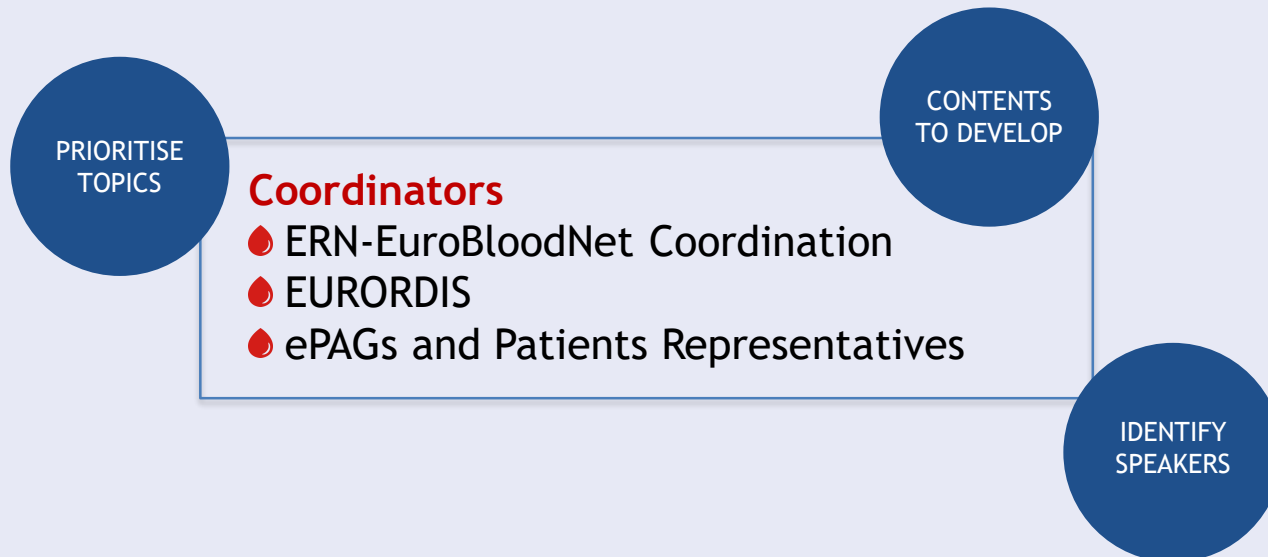 PRIORITISE
TOPICS
CONTENTS
TO DEVELOP
Coordinators
ERN-EuroBloodNet Coordination
EURORDIS
ePAGs and Patients Representatives
IDENTIFY
SPEAKERS